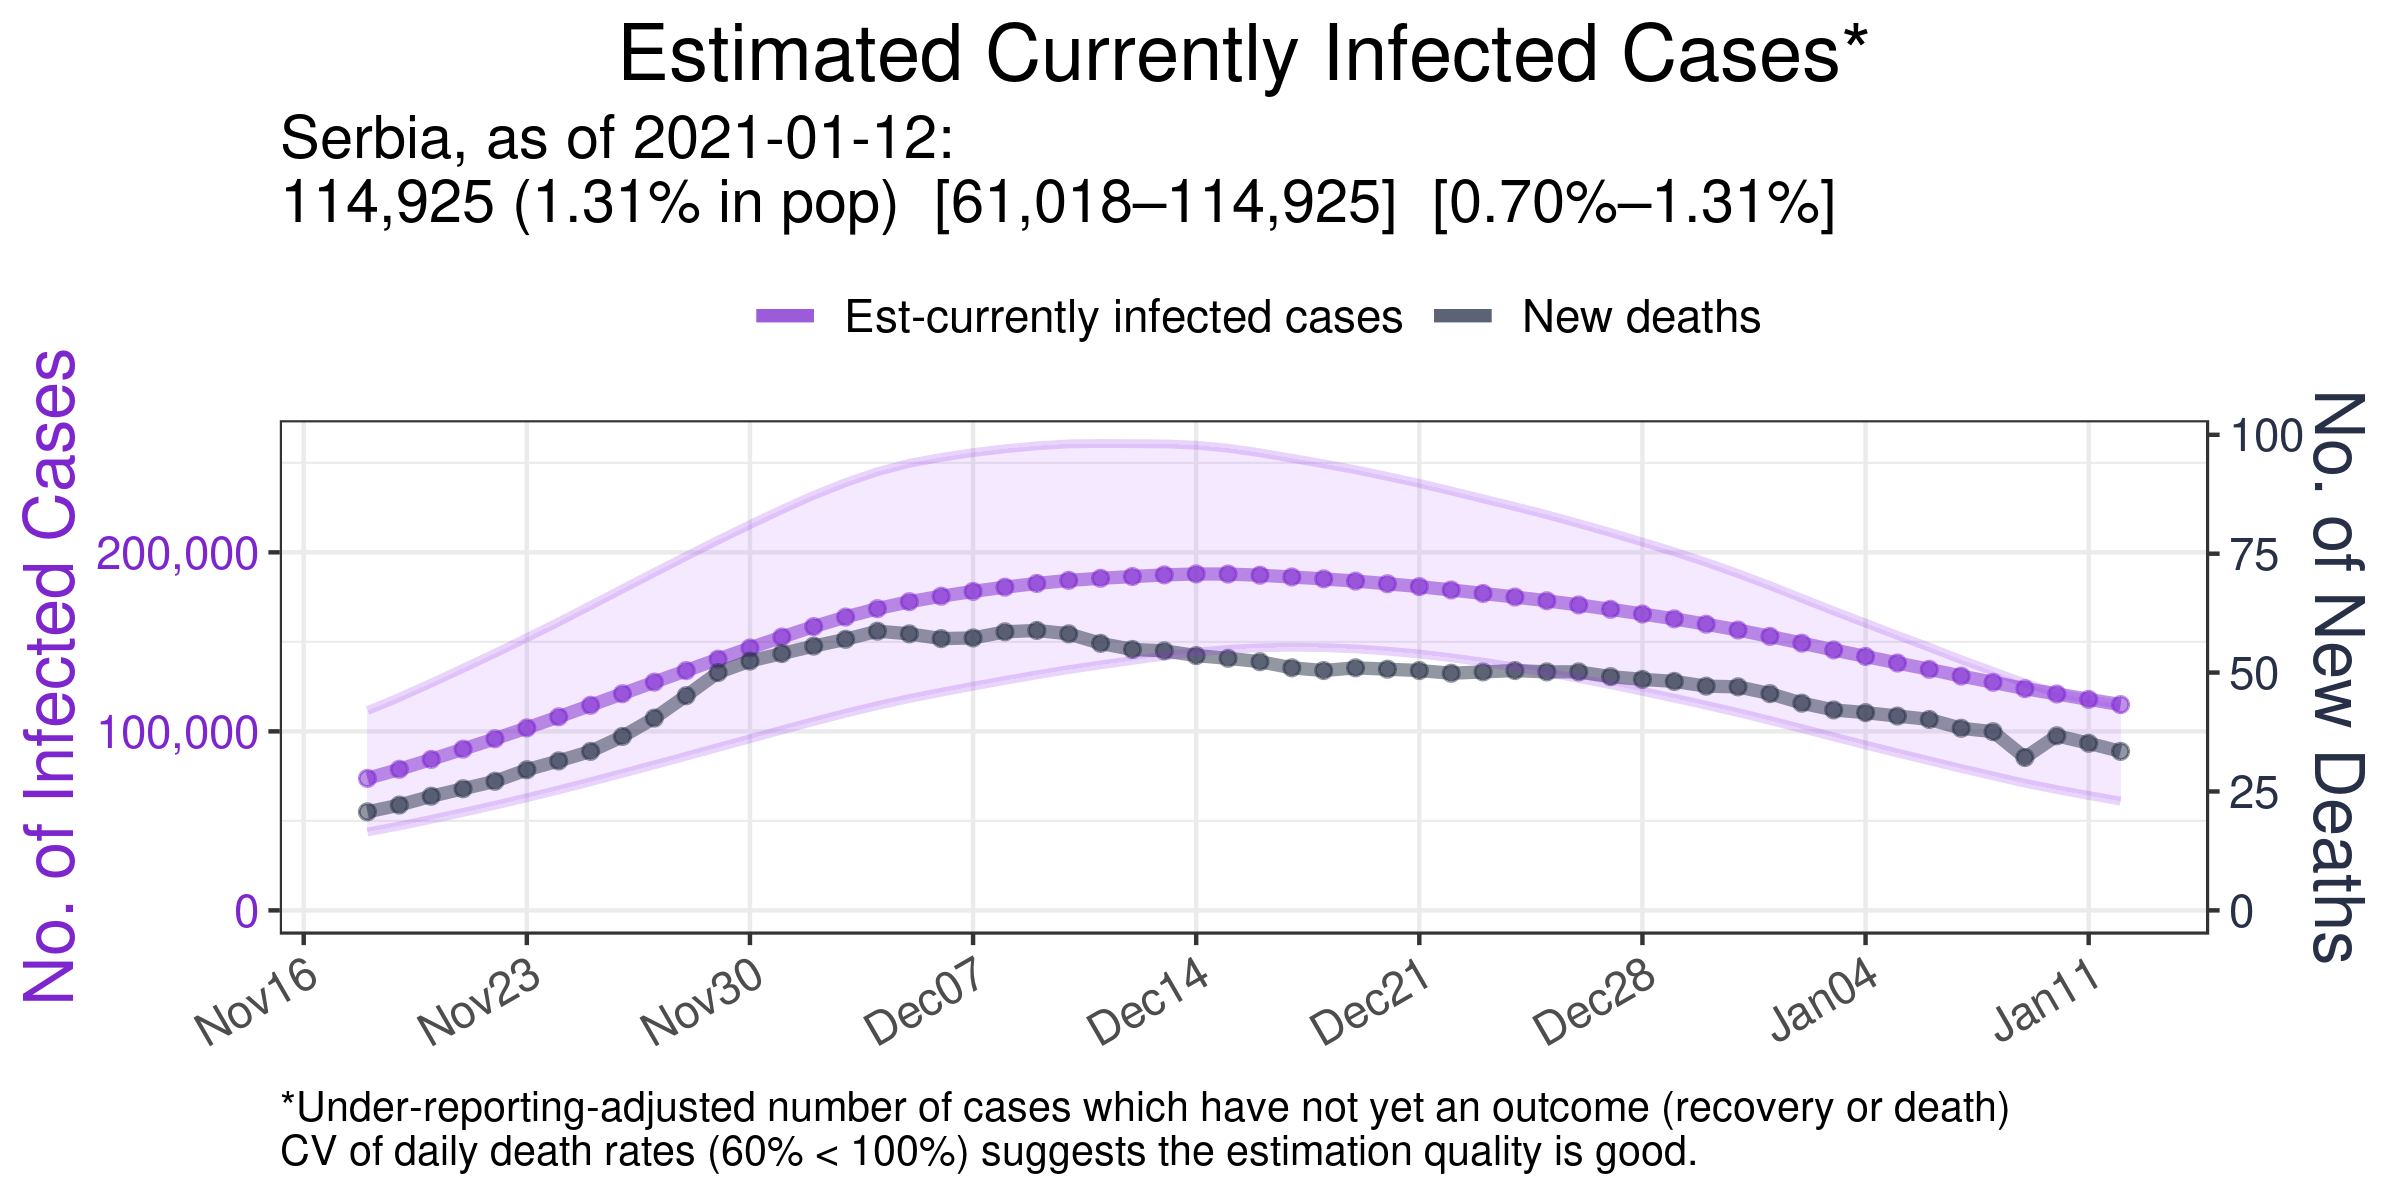 Estimated Currently Infected Cases*
Serbia, as of 2021-01-12:
114,925 (1.31% in pop) [61,018–114,925] [0.70%–1.31%]
Est-currently infected cases
New deaths
No. of Infected Cases
200,000
100,000
0
100
75
50
25
0
No. of New Deaths
Nov16
Nov23
Nov30
Dec07
Dec14
Dec21
Dec28
Jan04
Jan11
*Under-reporting-adjusted number of cases which have not yet an outcome (recovery or death)
CV of daily death rates (60% < 100%) suggests the estimation quality is good.